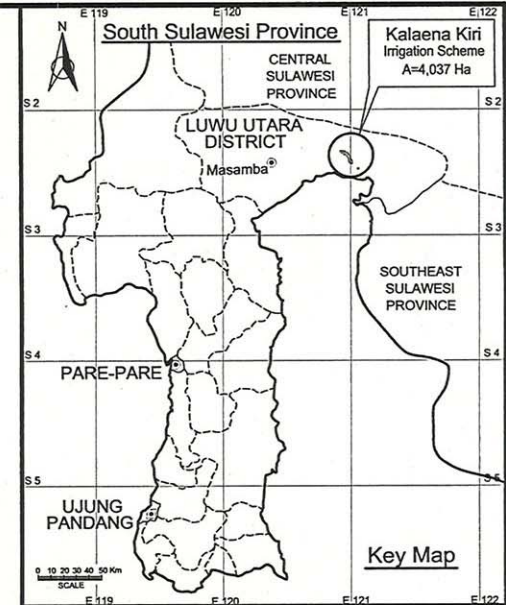 E 119
E 120
E 121
E 122
South Sulawesi Province
N
CENTRAL
SULAWESI
PROVINCE
Kalaena Kiri
Irrigation Scheme
A=4,037 Ha
S 2
S 2
LUWU UTARA
DISTRICT
Masamba
S 3
S 3
SOUTHEAST
SULAWESI
PROVINCE
S 4
S 4
PARE-PARE
S 5
S 5
UJUNG
PANDANG
0 10 20 30 40 50 Km
SCALE
Key Map
E 119
E 120
E 121
E 122